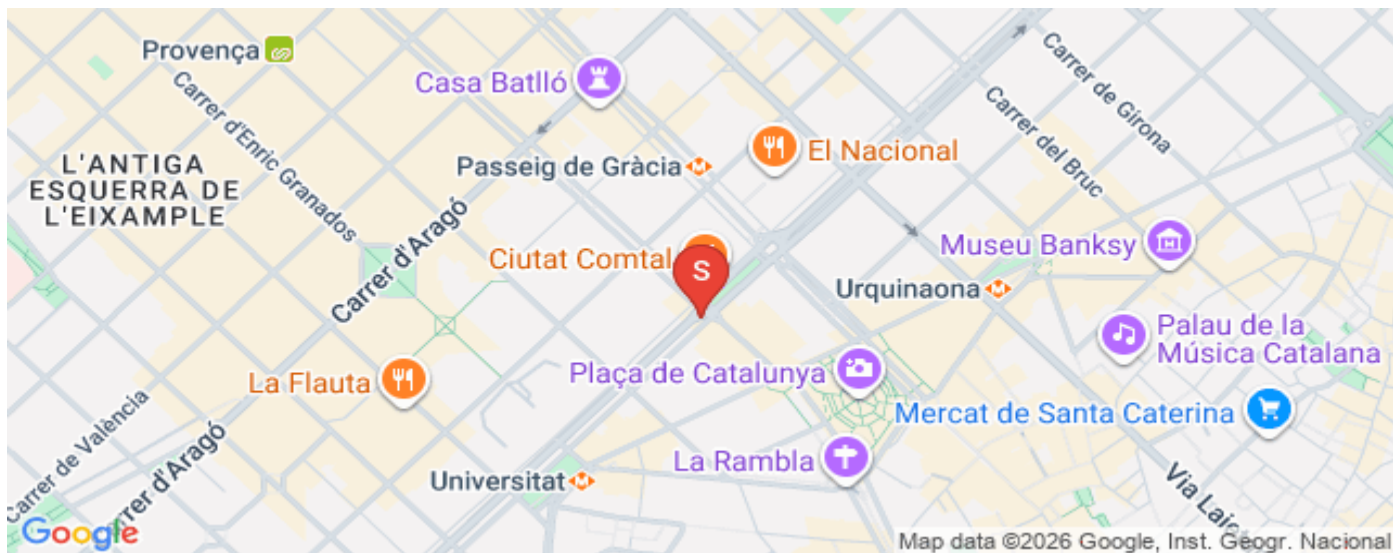 Provença
Carrer d'Enric Granados
Casa Batlló
Carrer de Girona
Carrer del Bruc
El Nacional
Passeig de Gràcia
L'ANTIGA
ESQUERRA DE
L'EIXAMPLE
Carrer d'Aragó
Ciutat Comtal
S
Museu Banksy
Urquinaona
Palau de la
Música Catalana
Plaça de Catalunya
La Flauta
Mercat de Santa Caterina
Carrer de València
Carrer d'Aragó
La Rambla
Universitat
Via Laie
Google
Map data ©2026 Google, Inst. Geogr. Nacional